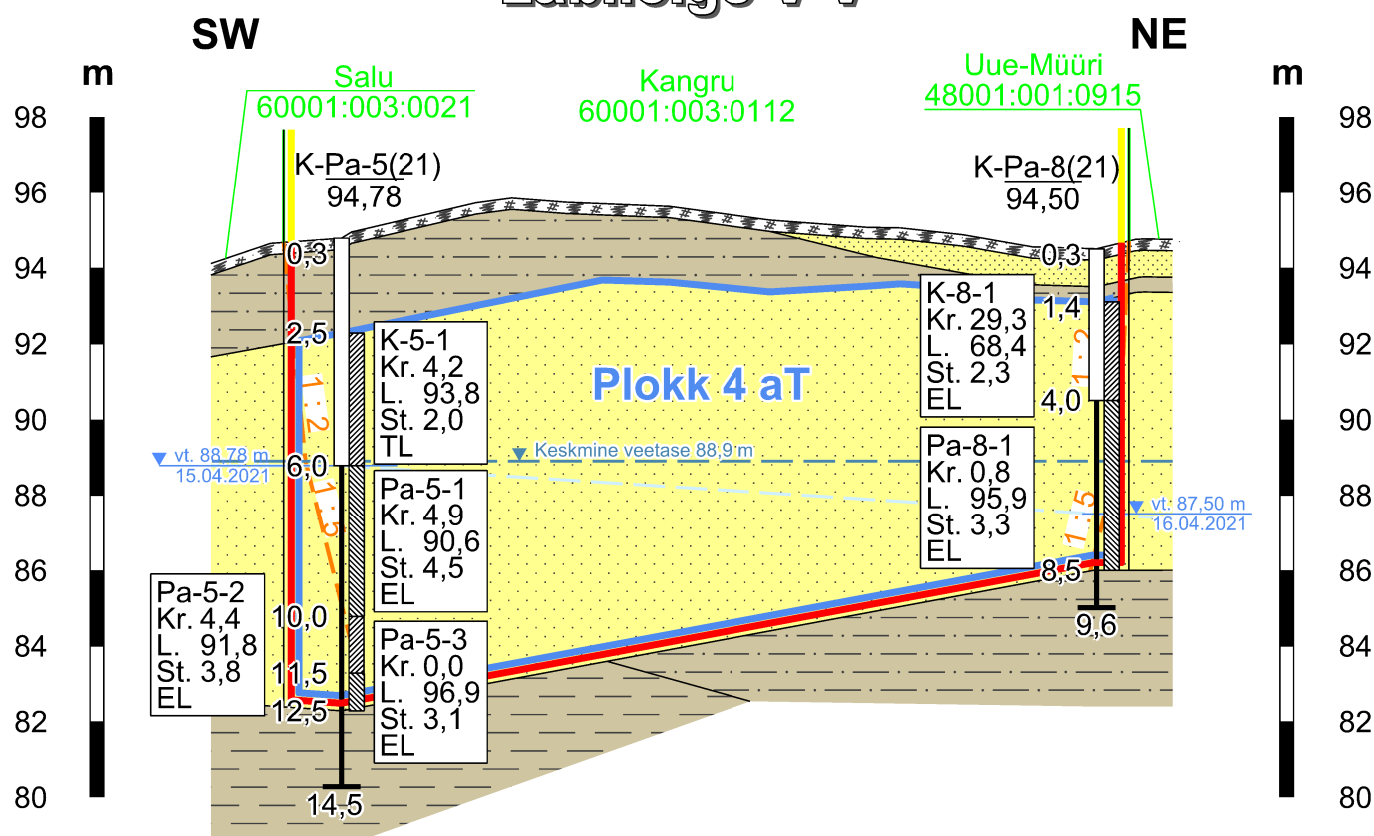 SW
NE
m
m
Salu
60001:003:0021
Kangru
60001:003:0112
Uue-Müüri
48001:001:0915
98
96
94
92
90
88
86
84
82
80
98
96
94
92
90
88
86
84
82
80
K-Pa-5(21)
94,78
K-Pa-8(21)
94,50
0,3
2,5
6,0
10,0
11,5
12,5
14,5
0,3
1,4
4,0
8,5
9,6
K-5-1
Kr. 4,2
L. 93,8
St. 2,0
TL
Pa-5-1
Kr. 4,9
L. 90,6
St. 4,5
EL
Pa-5-2
Kr. 4,4
L. 91,8
St. 3,8
EL
Pa-5-3
Kr. 0,0
L. 96,9
St. 3,1
EL
K-8-1
Kr. 29,3
L. 68,4
St. 2,3
EL
Pa-8-1
Kr. 0,8
L. 95,9
St. 3,3
EL
Plokk 4 aT
Keskmine veetase 88,9 m
vt. 88,78 m
15.04.2021
vt. 87,50 m
16.04.2021
1:2
1:5
1:2
1:5